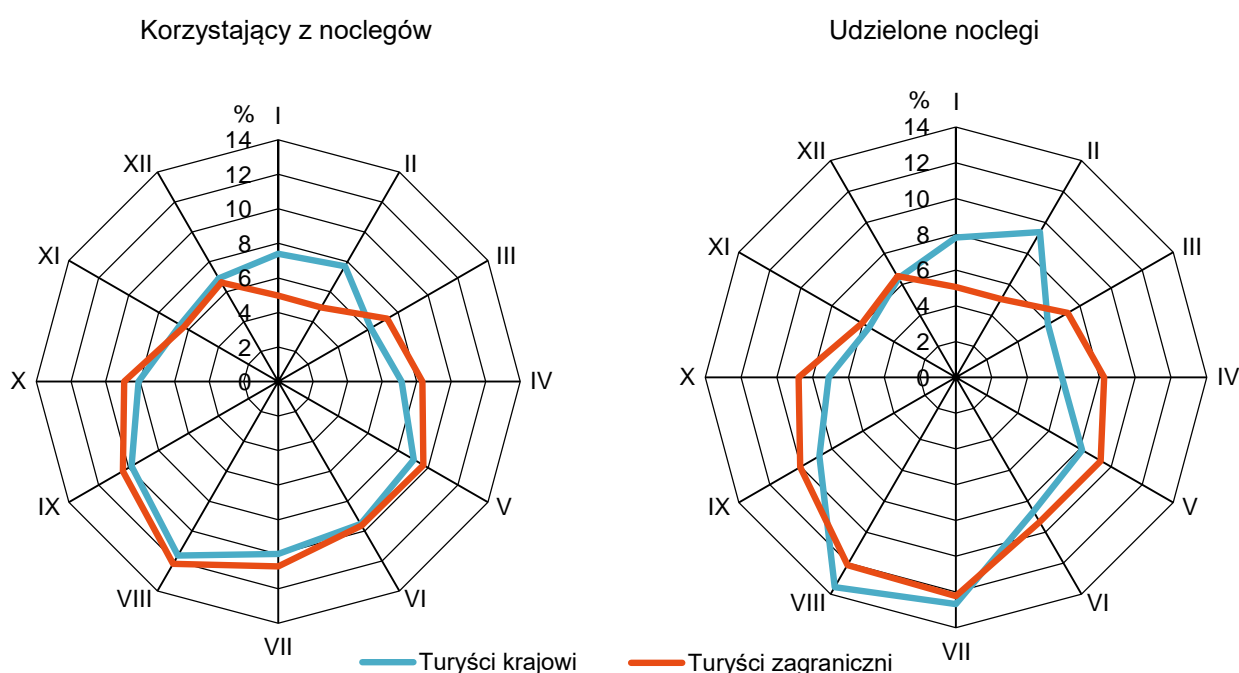 Korzystający z noclegów
%
I
II
III
IV
V
VI
VII
VIII
IX
X
XI
XII
14
12
10
8
6
4
2
0
Udzielone noclegi
%
I
II
III
IV
V
VI
VII
VIII
IX
X
XI
XII
14
12
10
8
6
4
2
0
Turyści krajowi
Turyści zagraniczni